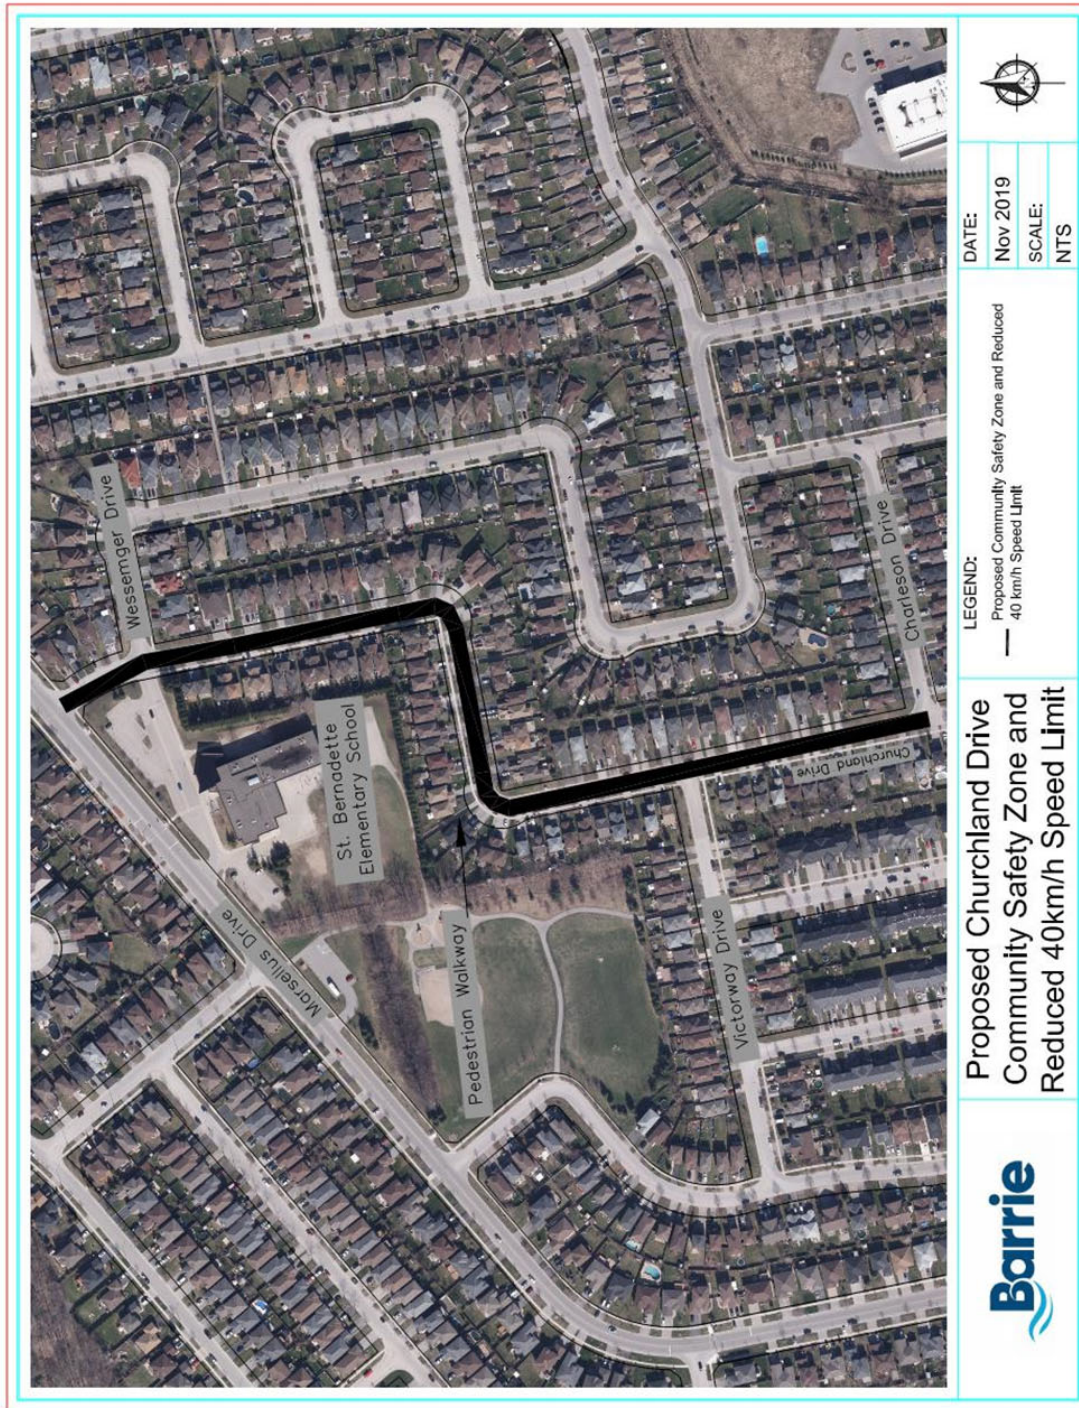 Wessemger Drive
St. Bernadette
Elementary School
Marsellus Drive
Pedestrian Walkway
Victorway Drive
Churchland Drive
Charleson Drive
Barrie
Proposed Churchland Drive
Community Safety Zone and
Reduced 40km/h Speed Limit
LEGEND:
Proposed Community Safety Zone and Reduced
40 km/h Speed Limit
DATE:
Nov 2019
SCALE:
NTS